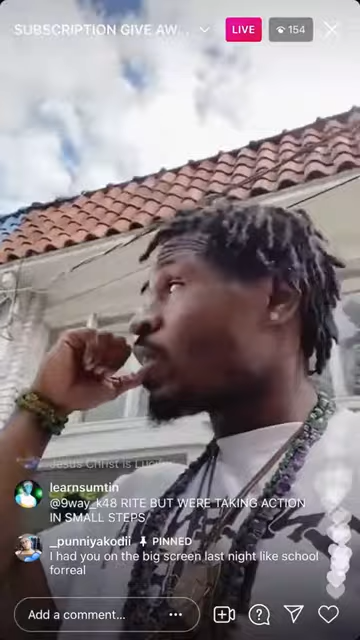 SUBSCRIPTION GIVE AW...
LIVE
154
Jesus Christ is
learnsumtin
@9way_k48 RITE BUT WERE TAKING ACTION
IN SMALL STEPS
_punniyakodii PINNED
I had you on the big screen last night like school
forreal
Add a comment...